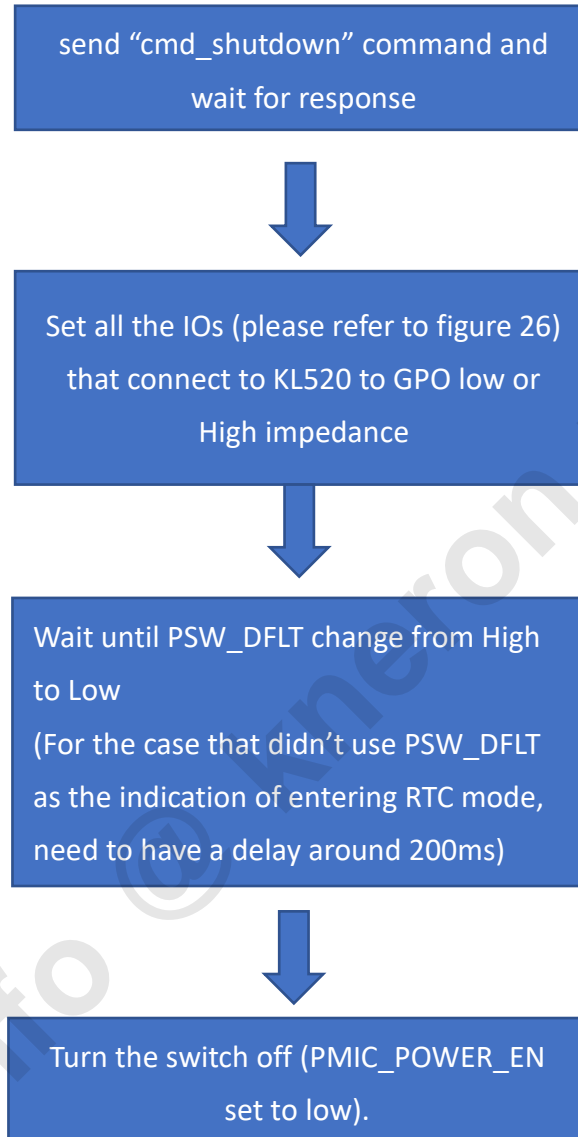 send “cmd_shutdown” command and
wait for response
Set all the IOs (please refer to figure 26)
that connect to KL520 to GPO low or
High impedance
Wait until PSW_DFLT change from High
to Low
(For the case that didn’t use PSW_DFLT
as the indication of entering RTC mode,
need to have a delay around 200ms)
Turn the switch off (PMIC_POWER_EN
set to low).
fo @ kneron